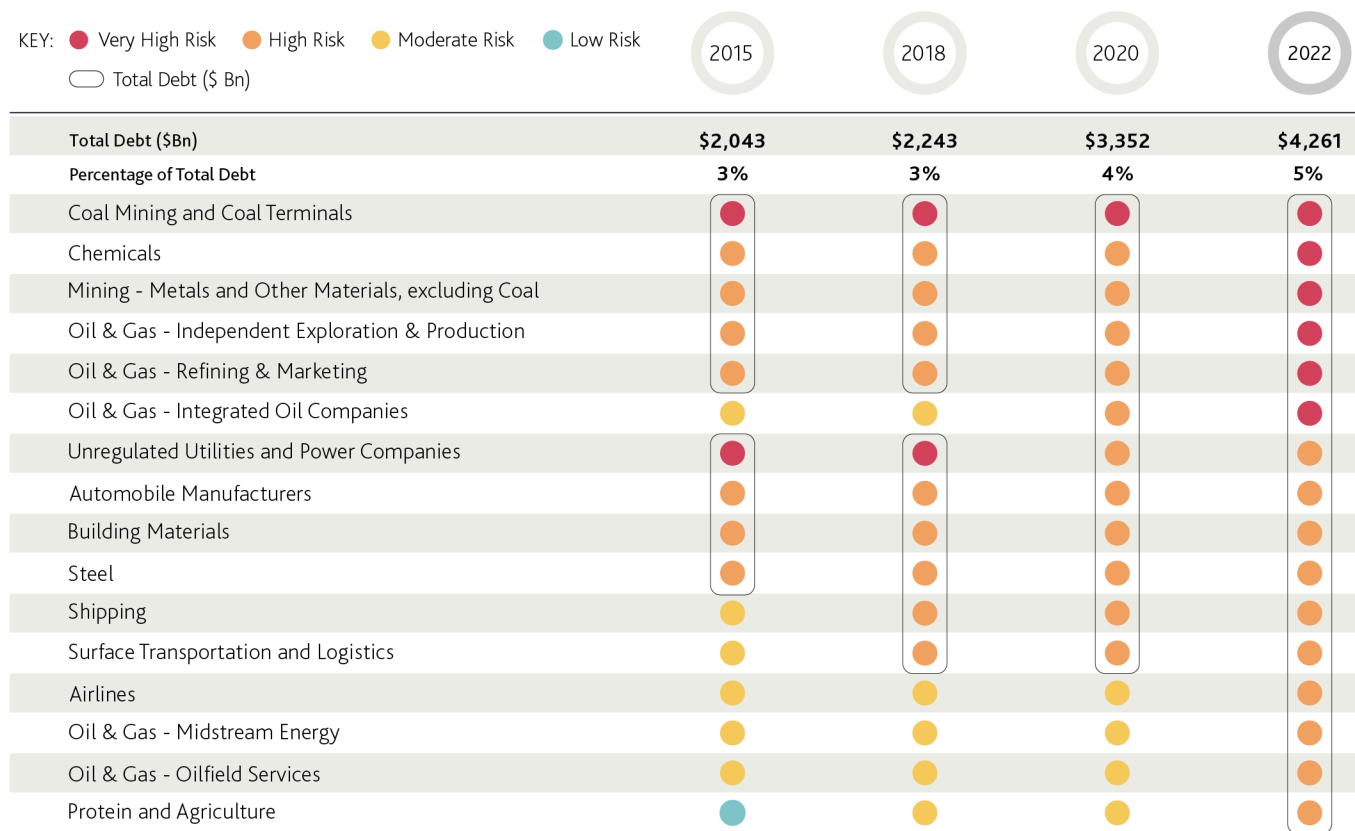 KEY: Very High Risk High Risk Moderate Risk Low Risk
Total Debt ($ Bn)
2015 2018 2020 2022
Total Debt ($Bn) $2,043 $2,243 $3,352 $4,261
Percentage of Total Debt 3% 3% 4% 5%
Coal Mining and Coal Terminals
Chemicals
Mining - Metals and Other Materials, excluding Coal
Oil & Gas - Independent Exploration & Production
Oil & Gas - Refining & Marketing
Oil & Gas - Integrated Oil Companies
Unregulated Utilities and Power Companies
Automobile Manufacturers
Building Materials
Steel
Shipping
Surface Transportation and Logistics
Airlines
Oil & Gas - Midstream Energy
Oil & Gas - Oilfield Services
Protein and Agriculture